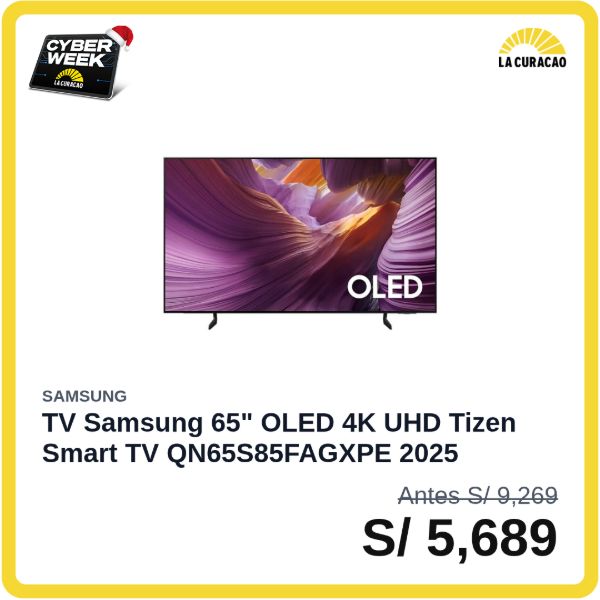 CYBER
WEEK
LA CURACAO
LA CURACAO
OLED
SAMSUNG
TV Samsung 65" OLED 4K UHD Tizen
Smart TV QN65S85FAGXPE 2025
Antes S/ 9,269
S/ 5,689